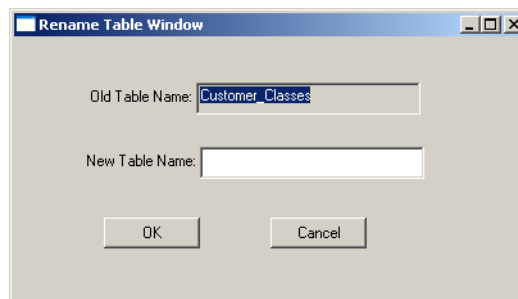 Rename Table Window
Old Table Name: Customer_Classes
New Table Name:
OK Cancel